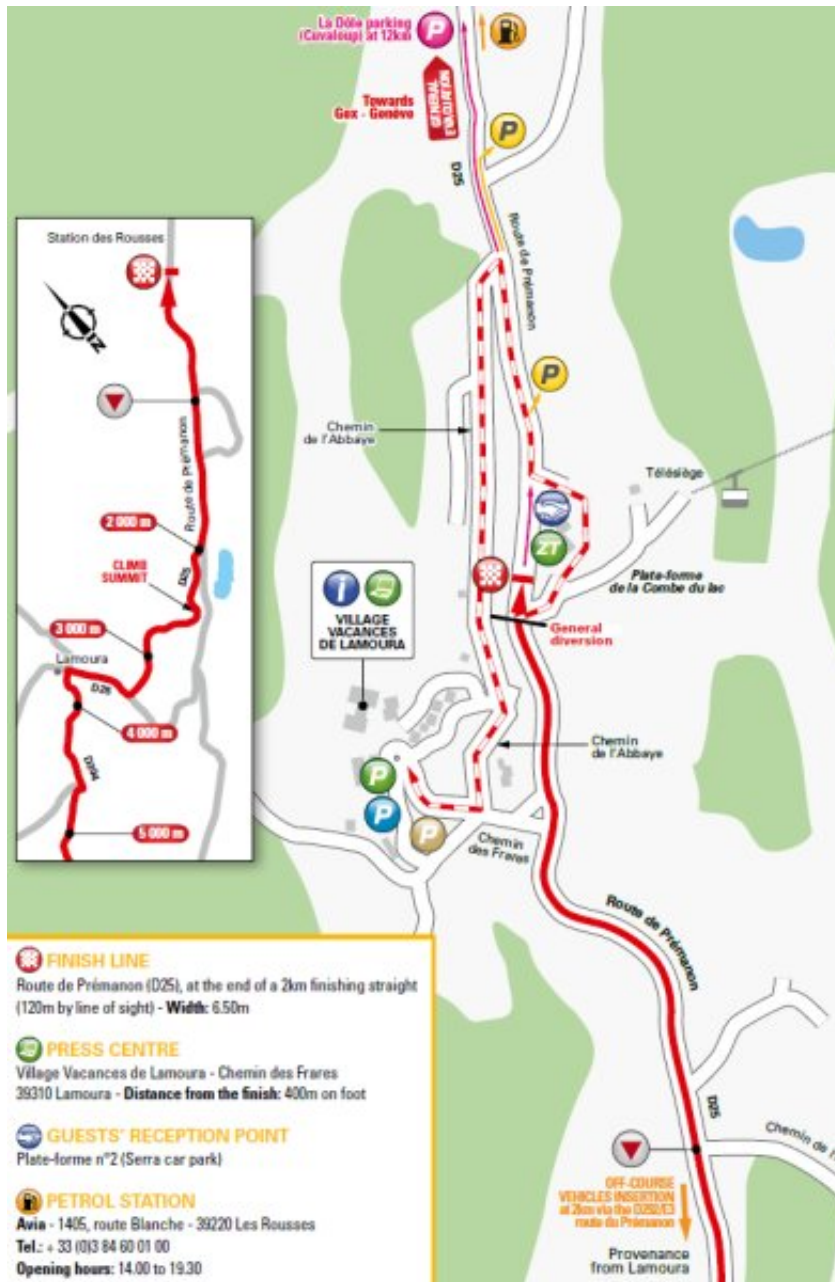 La Dôle parking
(Cuvaloup) at 12km
P
GENERAL
EVACUATION
Towards
Gex - Genève
P
D25
Route de Prémanon
Station des Rousses
N
P
Chemin
de l'Abbaye
Télésiège
Route de Prémanon
2 000 m
ZT
CLIMB
SUMMIT
D25
Plata-forme
de la Combe du lac
i
VILLAGE
VACANCES
DE LAMOURA
General
diversion
3 000 m
Lamoura
D25
4 000 m
Chemin
de l'Abbaye
D304
P
P
P
5 000 m
Chemin
des Frares
Route de Prémanon
FINISH LINE
Route de Prémanon (D25), at the end of a 2km finishing straight
(120m by line of sight) - Width: 6.50m
PRESS CENTRE
Village Vacances de Lamoura - Chemin des Frares
39310 Lamoura - Distance from the finish: 400m on foot
D25
Chemin de l'
GUESTS' RECEPTION POINT
Plate-forme n°2 (Serra car park)
OFF-COURSE
VEHICLES INSERTION
at 2km via the
route du Prémanon
PETROL STATION
Avia - 1405, route Blanche - 39220 Les Rousses
Tel.: + 33 (0)3 84 60 01 00
Opening hours: 14.00 to 19.30
Provenance
from Lamoura